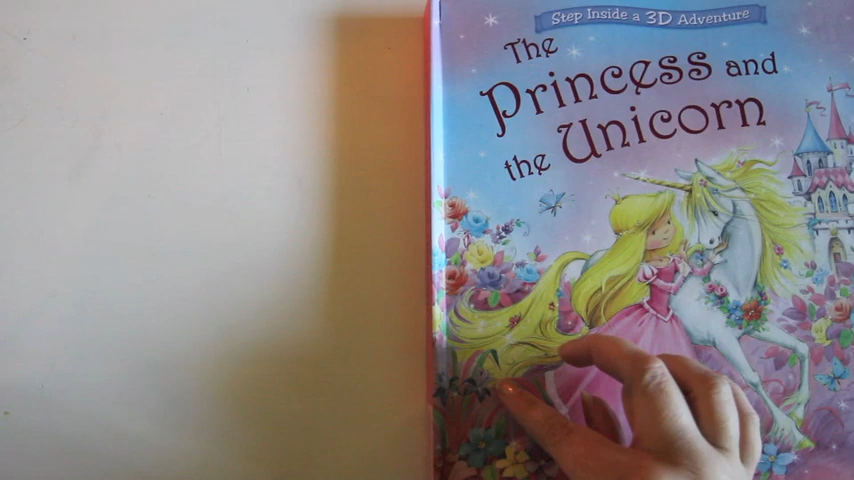 Step Inside a 3D Adventure
The
Princess and
the Unicorn